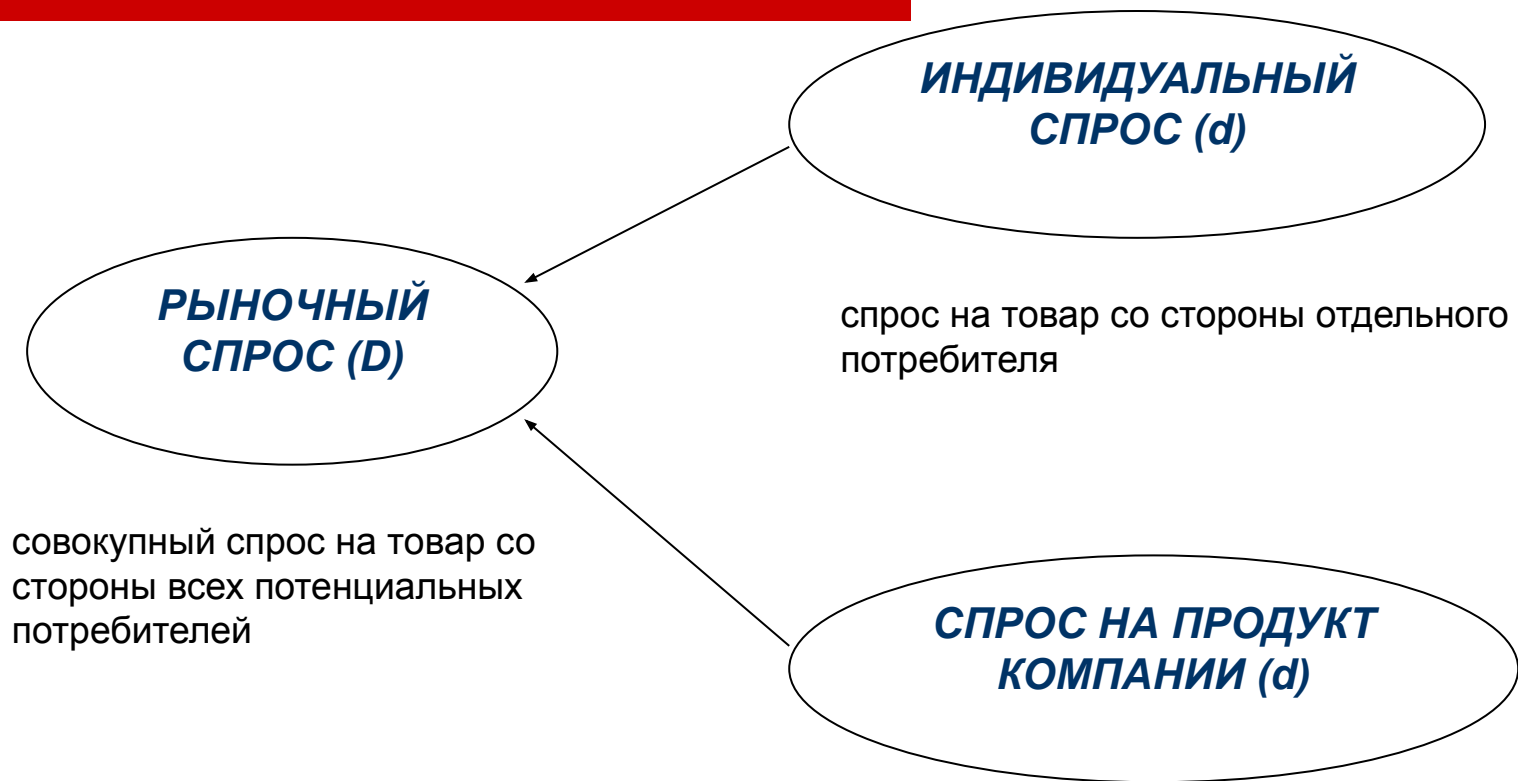 ИНДИВИДУАЛЬНЫЙ
СПРОС (d)
РЫНОЧНЫЙ
СПРОС (D)
спрос на товар со стороны отдельного
потребителя
совокупный спрос на товар со
стороны всех потенциальных
потребителей
СПРОС НА ПРОДУКТ
КОМПАНИИ (d)